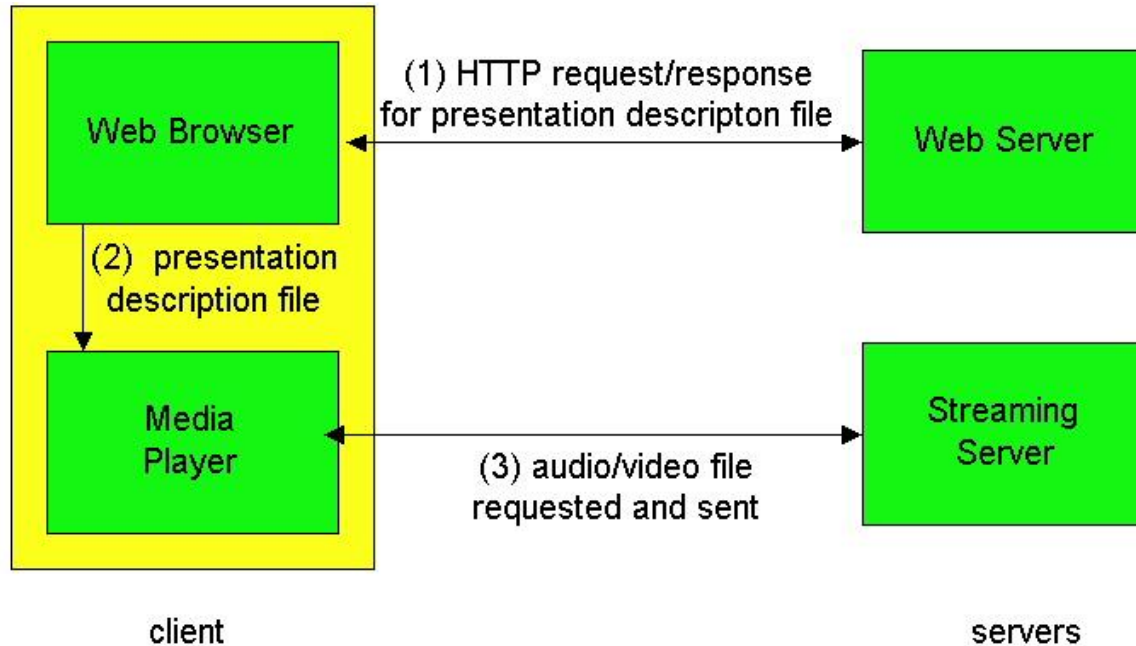 Web Browser
(1) HTTP request/response
for presentation descripton file
Web Server
(2) presentation
description file
Media
Player
(3) audio/video file
requested and sent
Streaming
Server
client
servers